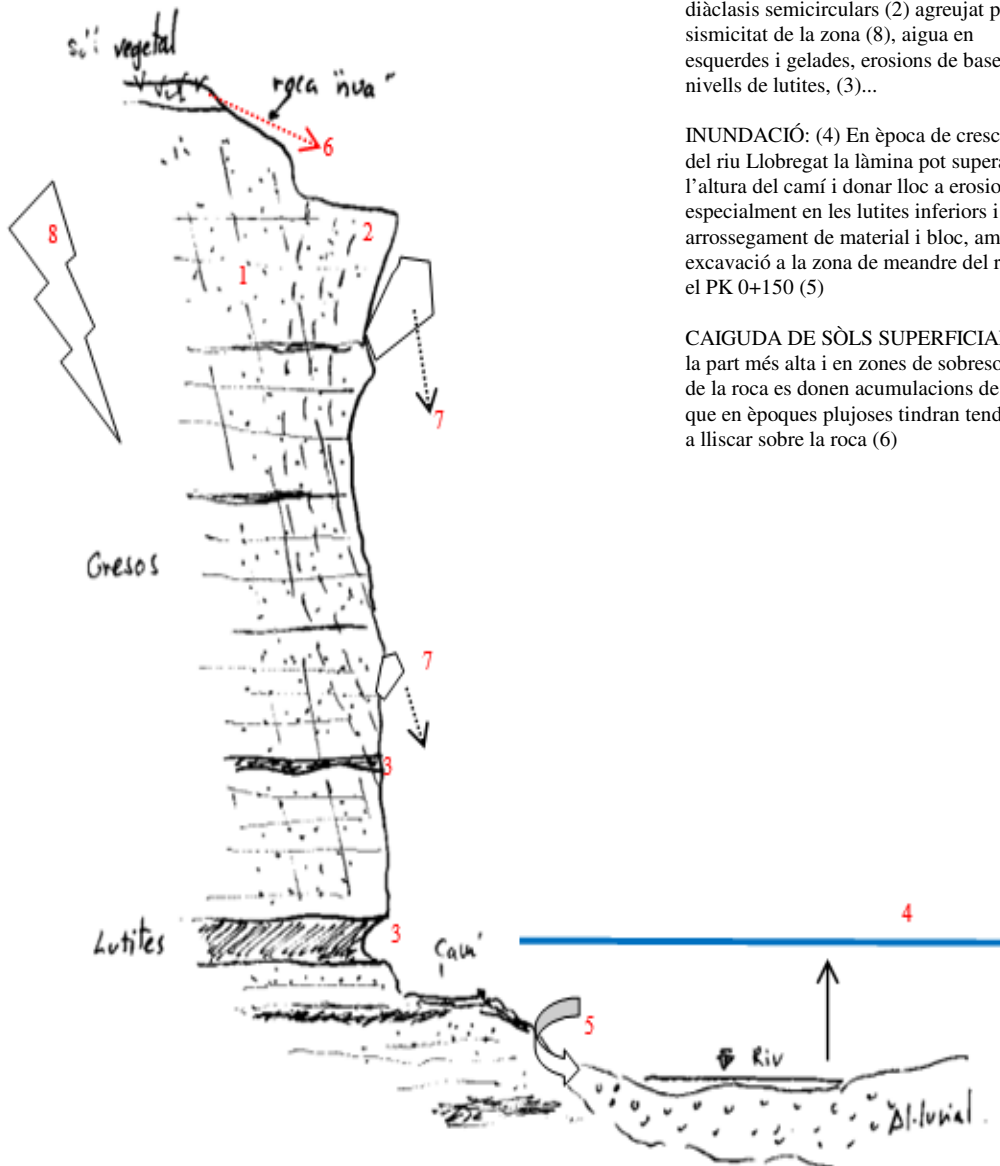 diàclasis semicirculars (2) agreujat p
sismicitat de la zona (8), aigua en
esquerdes i gelades, erosions de base
nivells de lutites, (3)...
INUNDACIÓ: (4) En època de cresc
del riu Llobregat la làmina pot supera
l'altura del camí i donar lloc a erosio
especialment en les lutites inferiors i
arrossegament de material i bloc, am
excavació a la zona de meandre del r
el PK 0+150 (5)
CAIGUDA DE SÒLS SUPERFICIA
la part més alta i en zones de sobreso
de la roca es donen acumulacions de
que en èpoques plujoses tindran tend
a lliscar sobre la roca (6)
sòl vegetal
roca "nua"
6
8
2
1
7
Gresos
7
3
Lutites
3
4
Camí
5
Riu
Al·luvial